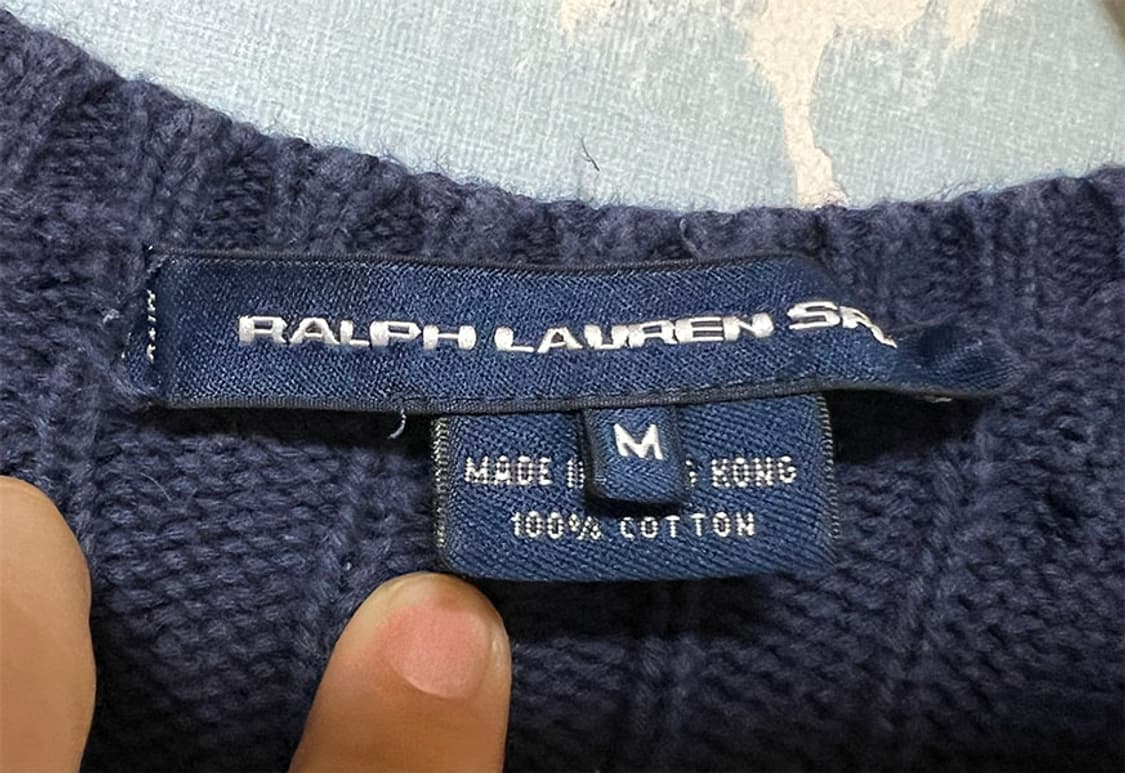 RALPH LAUREN
M
MADE KONG
100% COTTON